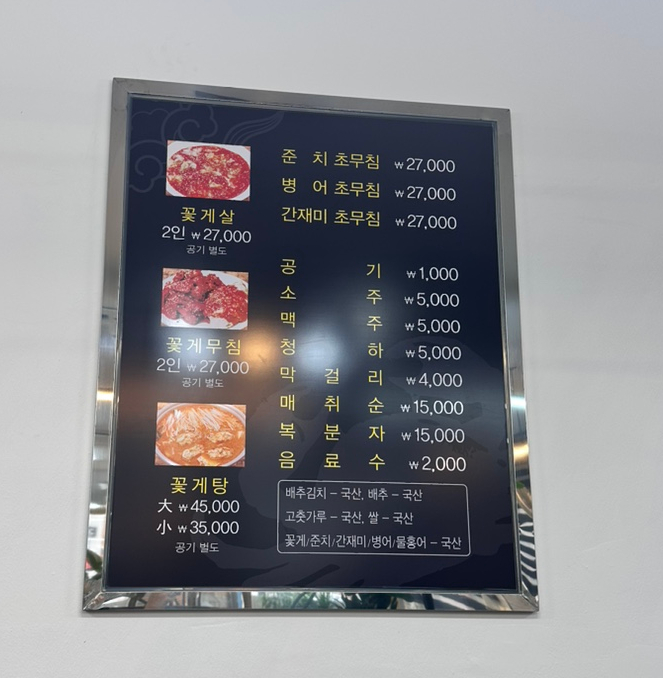 꽃게살
2인 ₩27,000
공기 별도
꽃게무침
2인 ₩27,000
공기 별도
꽃게탕
大 ₩45,000
小 ₩35,000
공기 별도
준 치 초무침 ₩27,000
병 어 초무침 ₩27,000
간재미 초무침 ₩27,000
공 기 ₩1,000
소 주 ₩5,000
맥 주 ₩5,000
청 하 ₩5,000
막 걸 리 ₩4,000
매 취 순 ₩15,000
복 분 자 ₩15,000
음 료 수 ₩2,000
배추김치 – 국산, 배추 – 국산
고춧가루 – 국산, 쌀 – 국산
꽃게/준치/간재미/병어/물홍어 – 국산